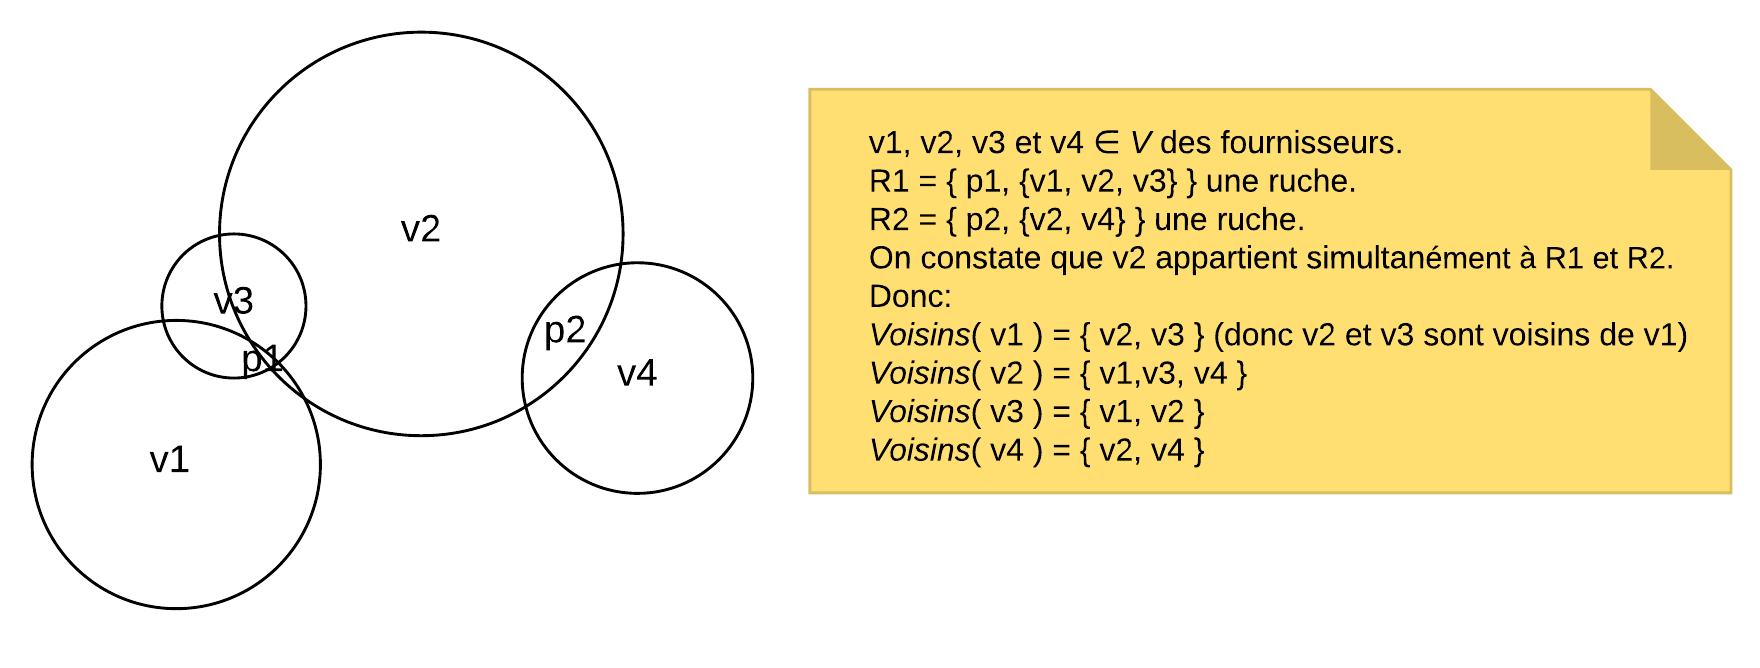 v2
v3
p1
p2
v4
v1
v1, v2, v3 et v4 ∈ V des fournisseurs.
R1 = { p1, {v1, v2, v3} } une ruche.
R2 = { p2, {v2, v4} } une ruche.
On constate que v2 appartient simultanément à R1 et R2.
Donc:
Voisins( v1 ) = { v2, v3 } (donc v2 et v3 sont voisins de v1)
Voisins( v2 ) = { v1,v3, v4 }
Voisins( v3 ) = { v1, v2 }
Voisins( v4 ) = { v2, v4 }